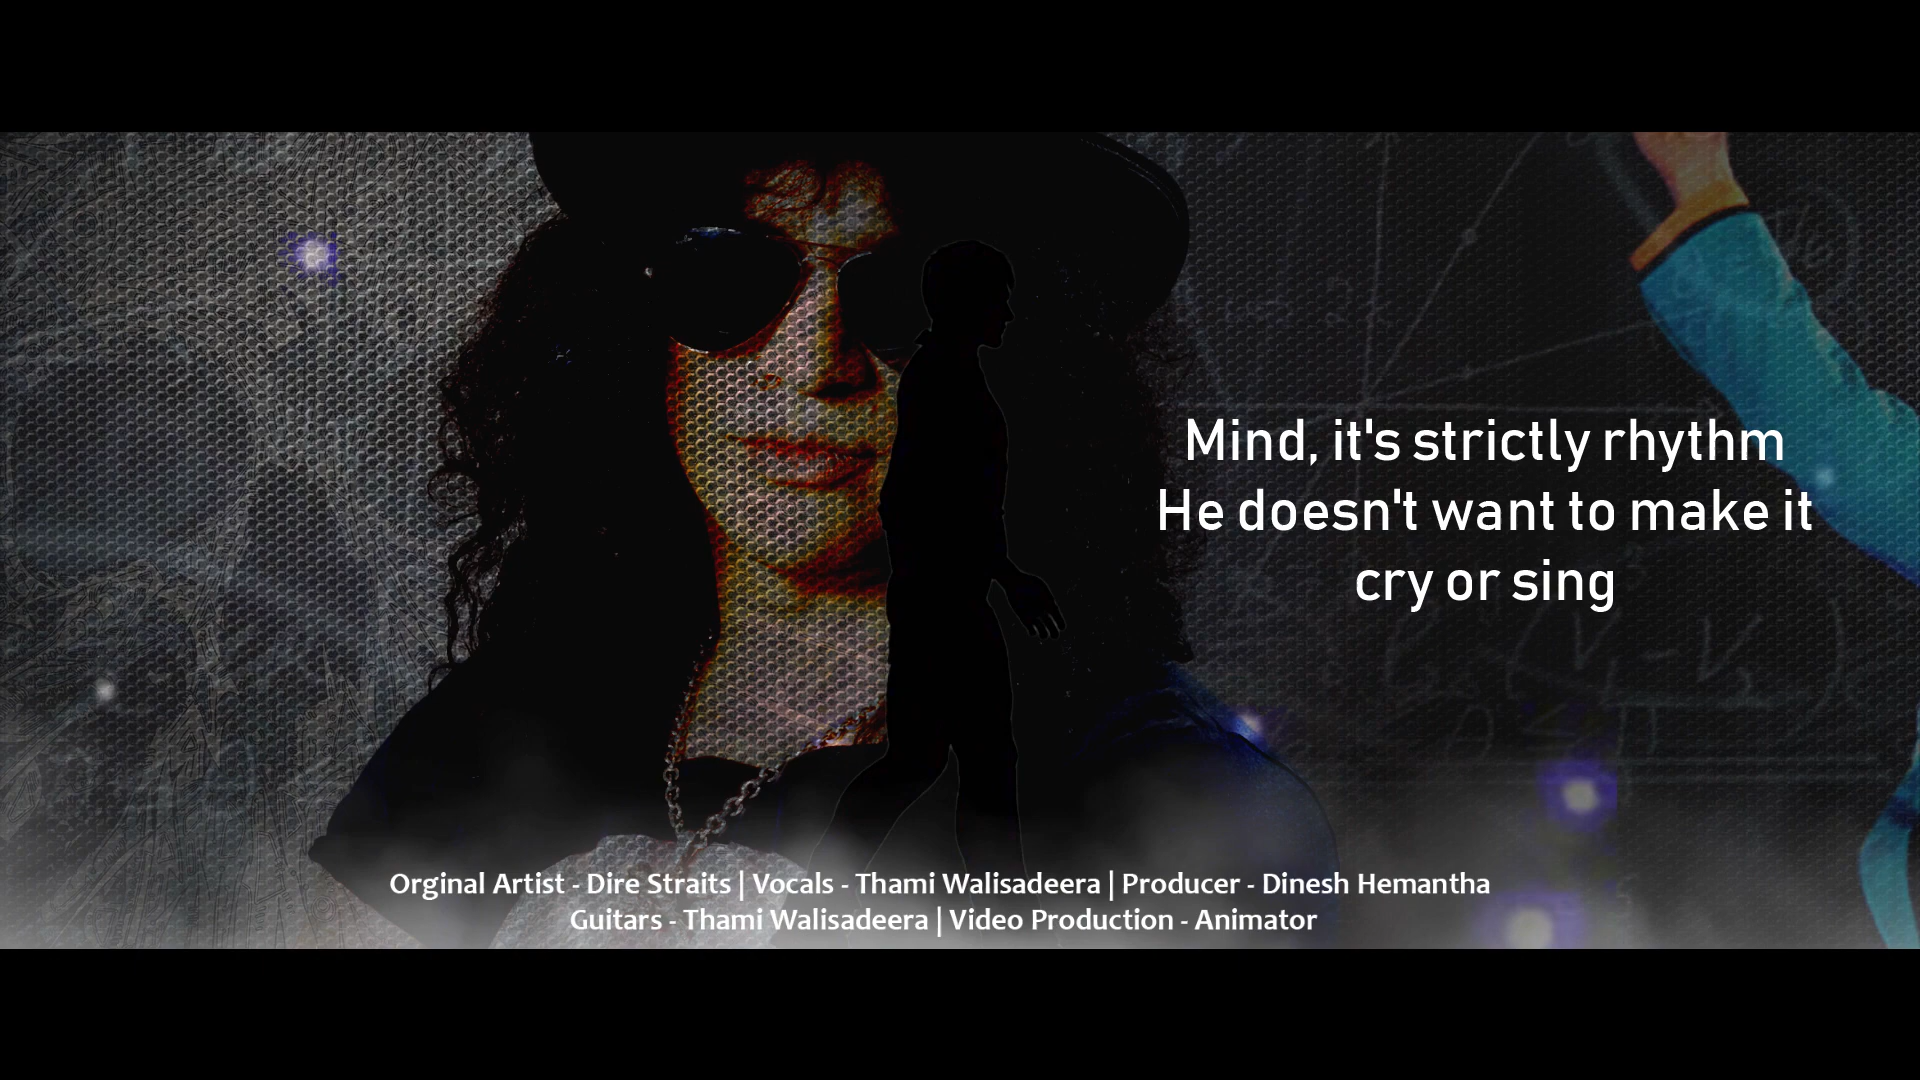 Mind, it's strictly rhythm
He doesn't want to make it
cry or sing
Orginal Artist - Dire Straits | Vocals - Thami Walisadeera | Producer - Dinesh Hemantha
Guitars - Thami Walisadeera | Video Production - Animator